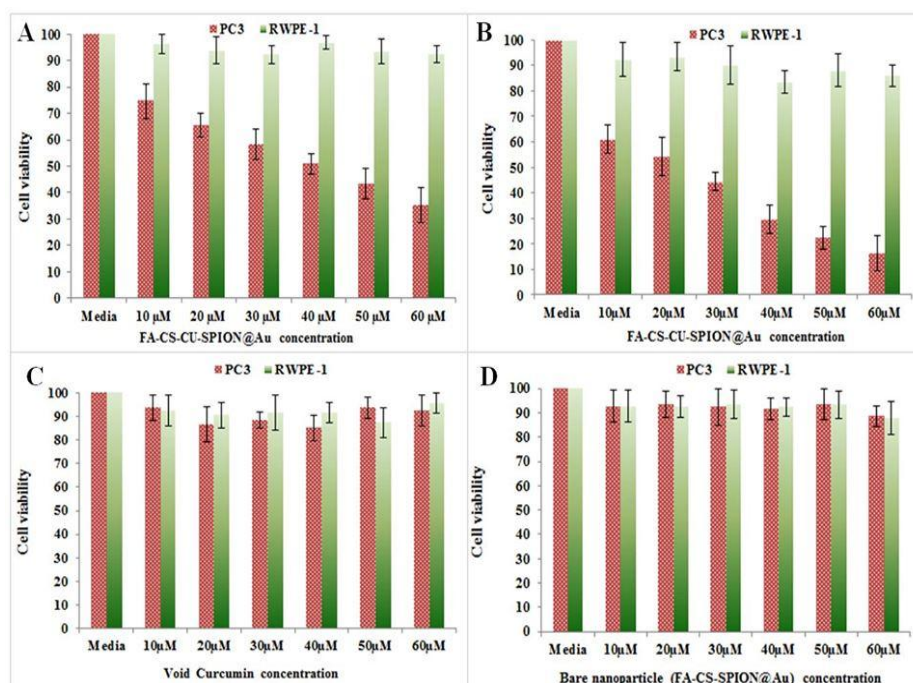 A
PC3 RWPE-1
100
90
80
70
60
50
40
30
20
10
0
Cell viability
Media 10 µM 20 µM 30 µM 40 µM 50 µM 60 µM
FA-CS-CU-SPION@Au concentration
B
PC3 RWPE-1
100
90
80
70
60
50
40
30
20
10
0
Cell viability
Media 10µM 20µM 30µM 40µM 50µM 60µM
FA-CS-CU-SPION@Au concentration
C
PC3 RWPE-1
100
90
80
70
60
50
40
30
20
10
0
Cell viability
Media 10µM 20µM 30µM 40µM 50µM 60µM
Void Curcumin concentration
D
PC3 RWPE-1
100
90
80
70
60
50
40
30
20
10
0
Cell viability
Media 10µM 20µM 30µM 40µM 50µM 60µM
Bare nanoparticle (FA-CS-SPION@Au) concentration